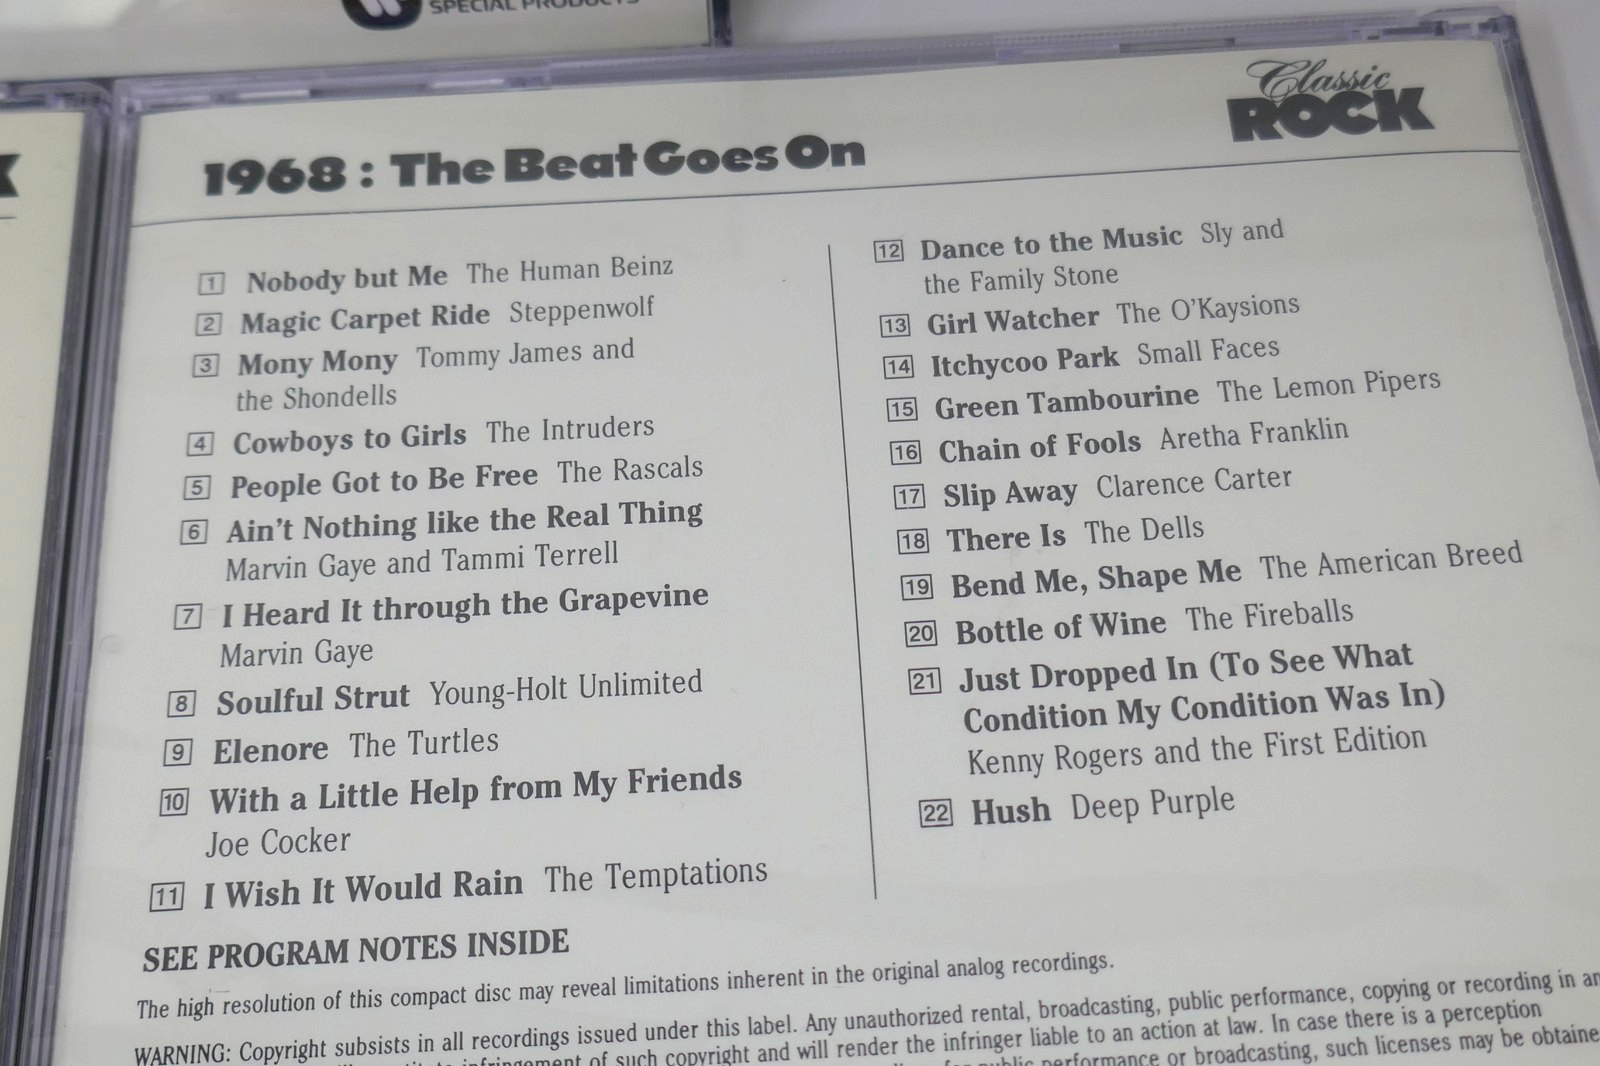 SPECIAL PRODUCTS
Classic
ROCK
1968: The Beat Goes On
1 Nobody but Me The Human Beinz
2 Magic Carpet Ride Steppenwolf
3 Mony Mony Tommy James and
the Shondells
4 Cowboys to Girls The Intruders
5 People Got to Be Free The Rascals
6 Ain't Nothing like the Real Thing
Marvin Gaye and Tammi Terrell
7 I Heard It through the Grapevine
Marvin Gaye
8 Soulful Strut Young-Holt Unlimited
9 Elenore The Turtles
10 With a Little Help from My Friends
Joe Cocker
11 I Wish It Would Rain The Temptations
12 Dance to the Music Sly and
the Family Stone
13 Girl Watcher The O'Kaysions
14 Itchycoo Park Small Faces
15 Green Tambourine The Lemon Pipers
16 Chain of Fools Aretha Franklin
17 Slip Away Clarence Carter
18 There Is The Dells
19 Bend Me, Shape Me The American Breed
20 Bottle of Wine The Fireballs
21 Just Dropped In (To See What
Condition My Condition Was In)
Kenny Rogers and the First Edition
22 Hush Deep Purple
SEE PROGRAM NOTES INSIDE
The high resolution of this compact disc may reveal limitations inherent in the original analog recordings.
WARNING: Copyright subsists in all recordings issued under this label. Any unauthorized rental, broadcasting, public performance, copying or recording in
infringement of such copyright and will render the infringer liable to an action at law. In case there is a perception
public performance or broadcasting, such licenses may be